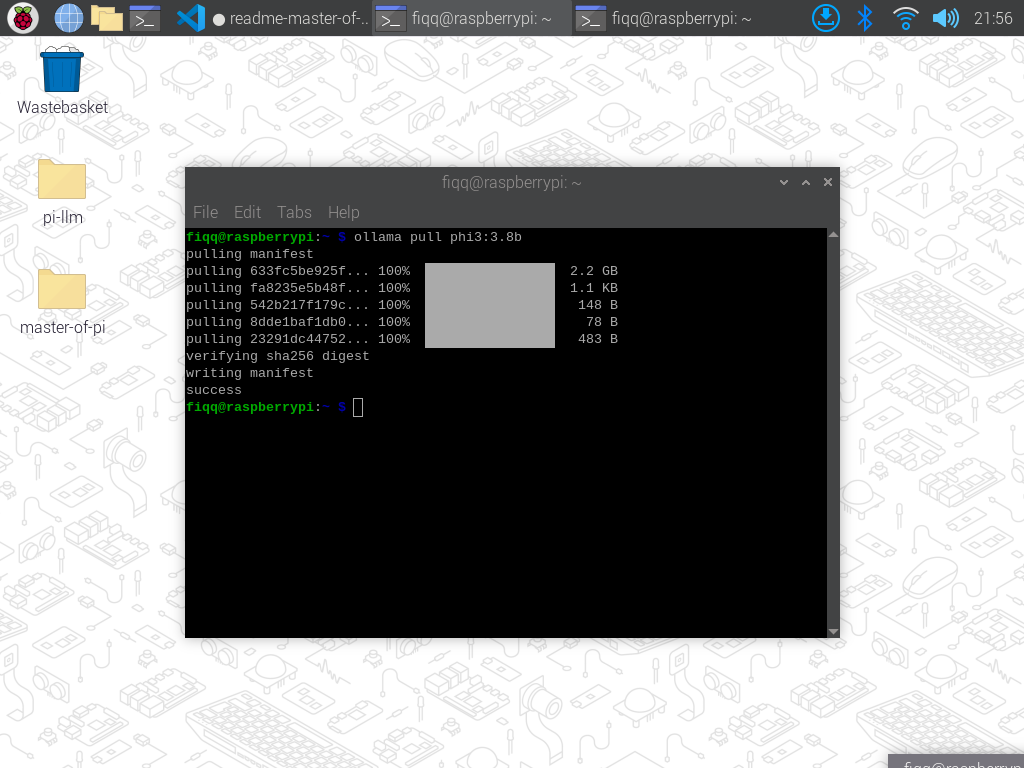 readme-master-of-..
fiqq@raspberrypi: ~
fiqq@raspberrypi: ~
21:56
Wastebasket
pi-llm
master-of-pi
fiqq@raspberrypi: ~
File Edit Tabs Help
fiqq@raspberrypi:~ $ ollama pull phi3:3.8b
pulling manifest
pulling 633fc5be925f... 100% 2.2 GB
pulling fa8235e5b48f... 100% 1.1 KB
pulling 542b217f179c... 100% 148 B
pulling 8dde1baf1db0... 100% 78 B
pulling 23291dc44752... 100% 483 B
verifying sha256 digest
writing manifest
success
fiqq@raspberrypi:~ $